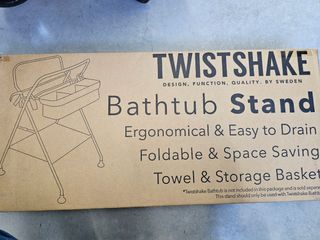 TWISTSHAKE
DESIGN, FUNCTION, QUALITY. BY SWEDEN
Bathtub Stand
Ergonomical & Easy to Drain
Foldable & Space Saving
Towel & Storage Basket
*Twistshake Bathtub is not included in this package and is sold
This stand should only be used with Twistshake